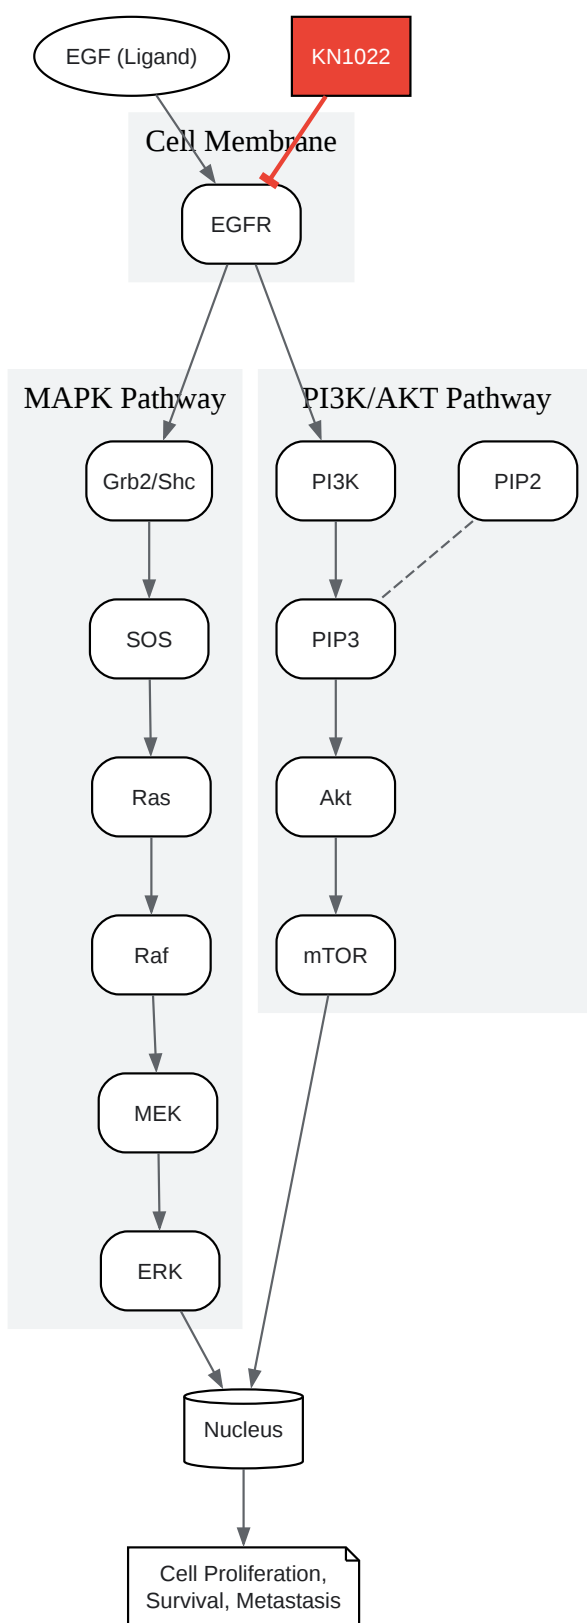 EGF (Ligand)
KN1022
Cell Membrane
EGFR
MAPK Pathway
PI3K/AKT Pathway
Grb2/Shc
PI3K
PIP2
SOS
PIP3
Ras
Akt
Raf
mTOR
MEK
ERK
Nucleus
Cell Proliferation,
Survival, Metastasis